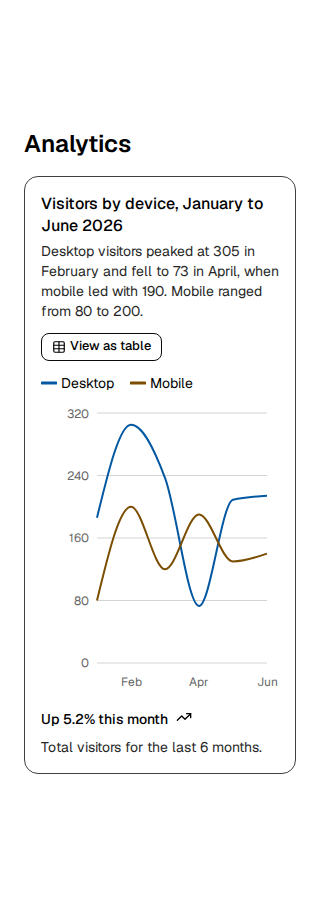 Analytics
Visitors by device, January to
June 2026
Desktop visitors peaked at 305 in
February and fell to 73 in April, when
mobile led with 190. Mobile ranged
from 80 to 200.
View as table
Desktop Mobile
320
240
160
80
0
Feb Apr Jun
Up 5.2% this month
Total visitors for the last 6 months.